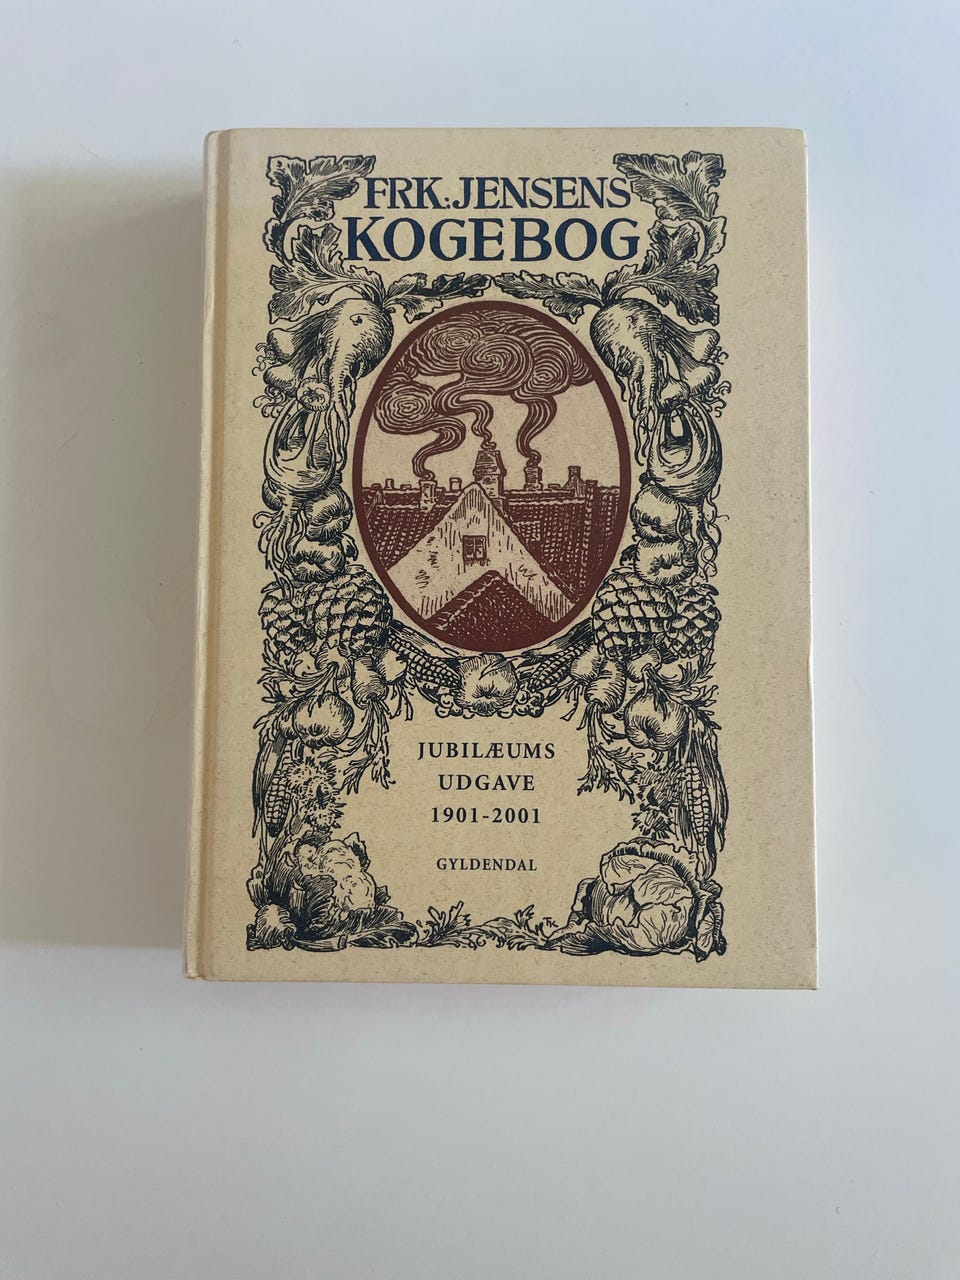 FRK. JENSENS
KOGEBOG
JUBILÆUMS
UDGAVE
1901-2001
GYLDENDAL